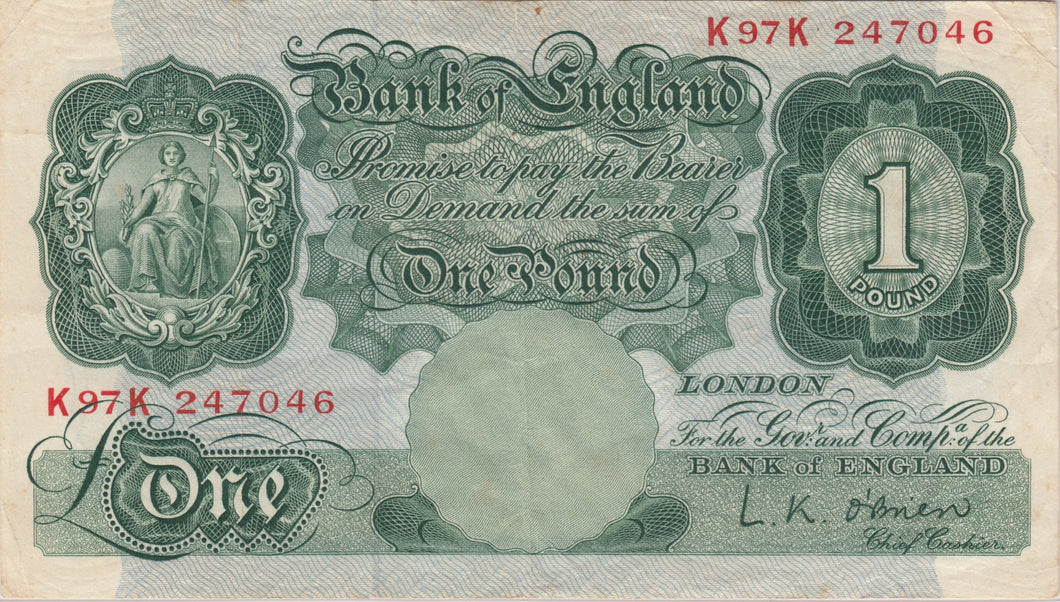 K97K 247046
Bank of England
Promise to pay the Bearer
on Demand the sum of
One Pound
1
POUND
LONDON
K97K 247046
For the Govr. and Compa. of the
BANK of ENGLAND
£One
L. K. O'Brien
Chief Cashier.